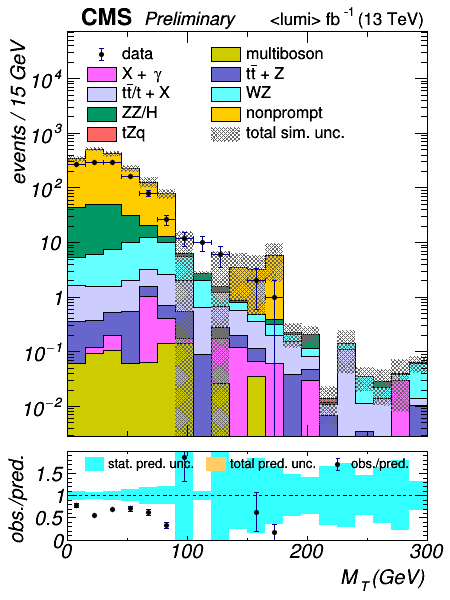 CMS Preliminary <lumi> fb⁻¹ (13 TeV)
events / 15 GeV
10⁴
10³
10²
10
1
10⁻¹
10⁻²
data
multiboson
X + γ
tt̄ + Z
tt̄/t + X
WZ
ZZ/H
nonprompt
tZq
total sim. unc.
obs./pred.
1.5
1
0.5
0
stat. pred. unc.
total pred. unc.
obs./pred.
0
100
200
300
M_T(GeV)